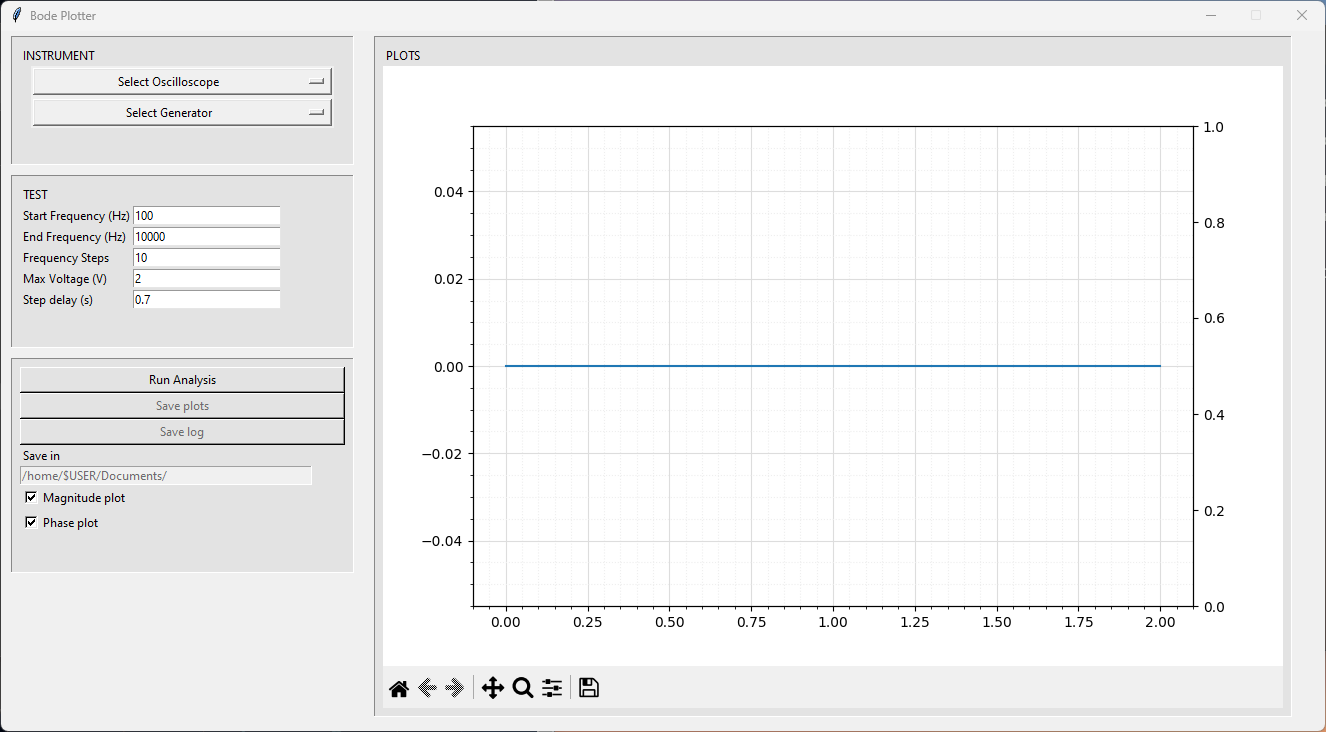 Bode Plotter
INSTRUMENT
Select Oscilloscope
Select Generator
TEST
Start Frequency (Hz) 100
End Frequency (Hz) 10000
Frequency Steps 10
Max Voltage (V) 2
Step delay (s) 0.7
Run Analysis
Save plots
Save log
Save in
/home/$USER/Documents/
Magnitude plot
Phase plot
PLOTS
0.04
0.02
0.00
−0.02
−0.04
1.0
0.8
0.6
0.4
0.2
0.0
0.00 0.25 0.50 0.75 1.00 1.25 1.50 1.75 2.00